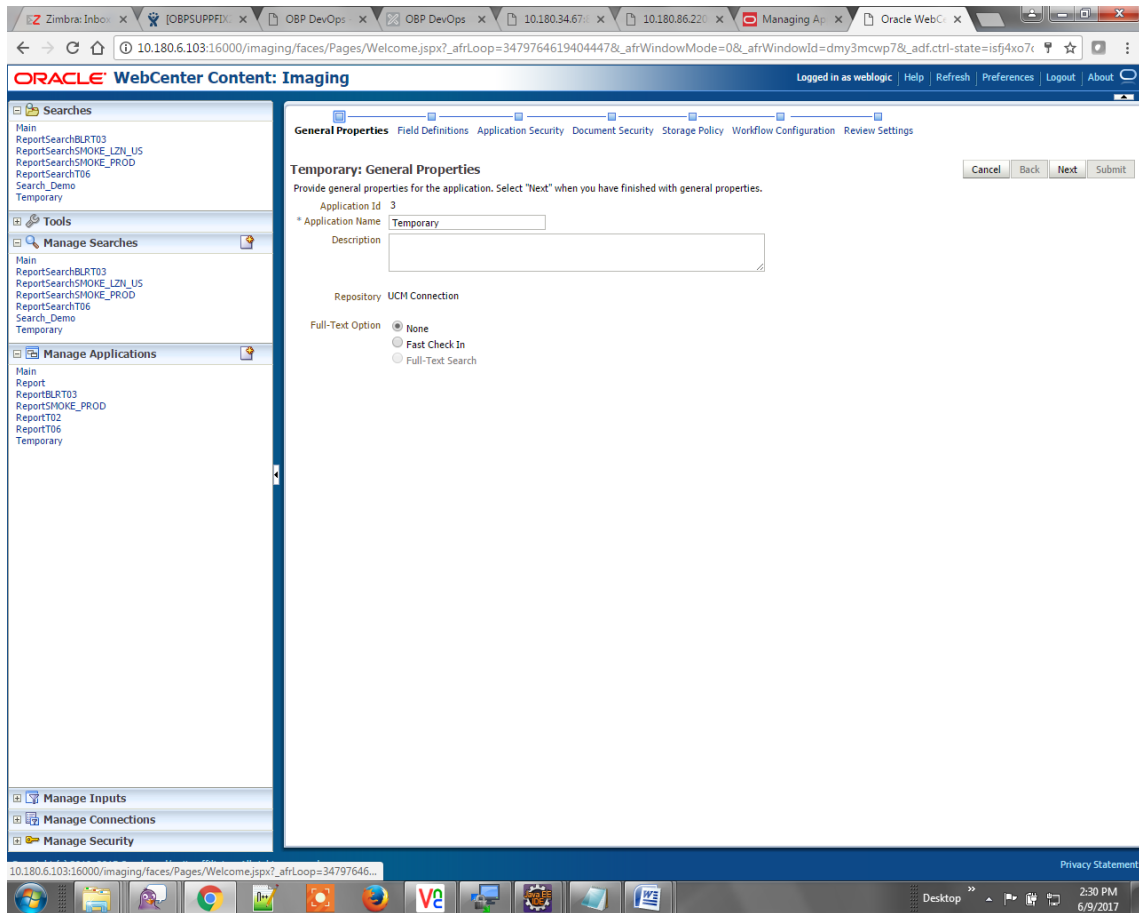 Zimbra: Inbo
[OBPSUPPFIX
OBP DevOps
OBP DevOps
10.180.34.67:
10.180.86.220
Managing Ap
Oracle WebCe
10.180.6.103:16000/imaging/faces/Pages/Welcome.jspx?_afrLoop=3479764619404447&_afrWindowMode=0&_afrWindowId=dmy3mcwp7&_adf.ctrl-state=isfj4xo7c
ORACLE WebCenter Content: Imaging
Logged in as weblogic Help Refresh Preferences Logout About
Searches
Main
ReportSearchBLRT03
ReportSearchSMOKE_LZN_US
ReportSearchSMOKE_PROD
ReportSearchT06
Search_Demo
Temporary
Tools
Manage Searches
Main
ReportSearchBLRT03
ReportSearchSMOKE_LZN_US
ReportSearchSMOKE_PROD
ReportSearchT06
Search_Demo
Temporary
Manage Applications
Main
Report
ReportBLRT03
ReportSMOKE_PROD
ReportT02
ReportT06
Temporary
Manage Inputs
Manage Connections
Manage Security
General Properties Field Definitions Application Security Document Security Storage Policy Workflow Configuration Review Settings
Temporary: General Properties
Cancel Back Next Submit
Provide general properties for the application. Select "Next" when you have finished with general properties.
Application Id 3
* Application Name Temporary
Description
Repository UCM Connection
Full-Text Option None
Fast Check In
Full-Text Search
Privacy Statement
10.180.6.103:16000/imaging/faces/Pages/Welcome.jspx?_afrLoop=34797646...
Desktop
2:30 PM
6/9/2017